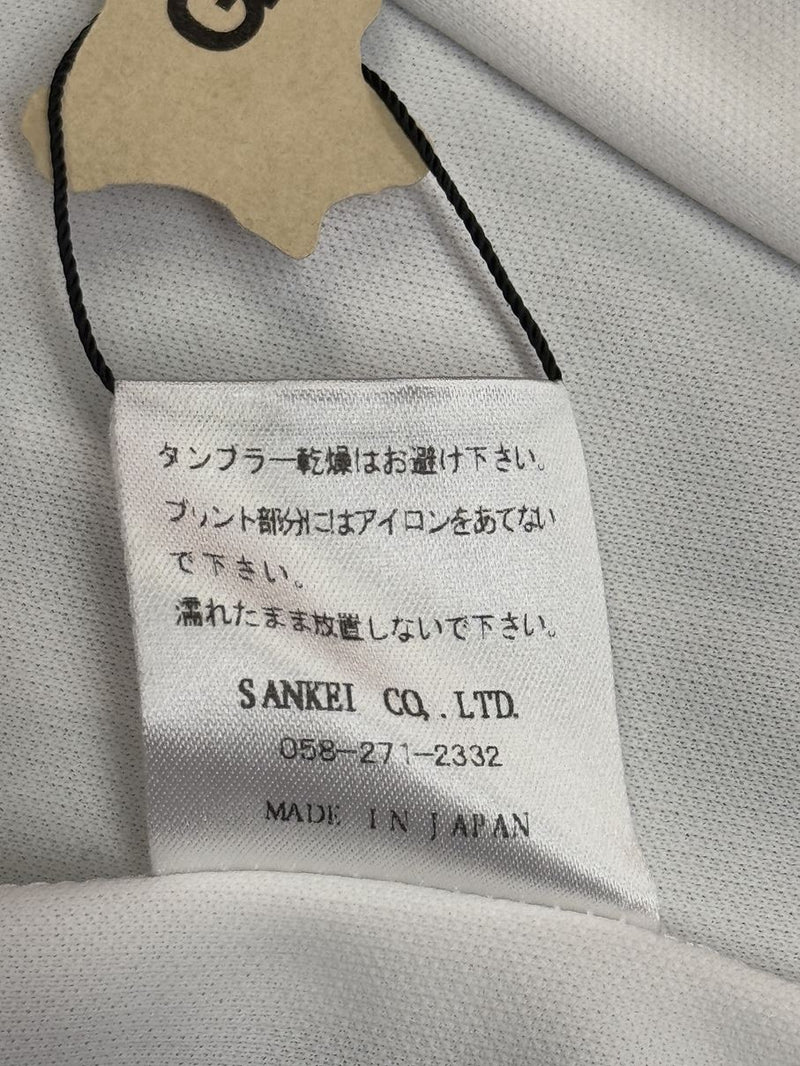 タンブラー乾燥はお避け下さい。
プリント部分にはアイロンをあてない
で下さい。
濡れたまま放置しないで下さい。
SANKEI CO,.LTD.
058-271-2332
MADE IN JAPAN